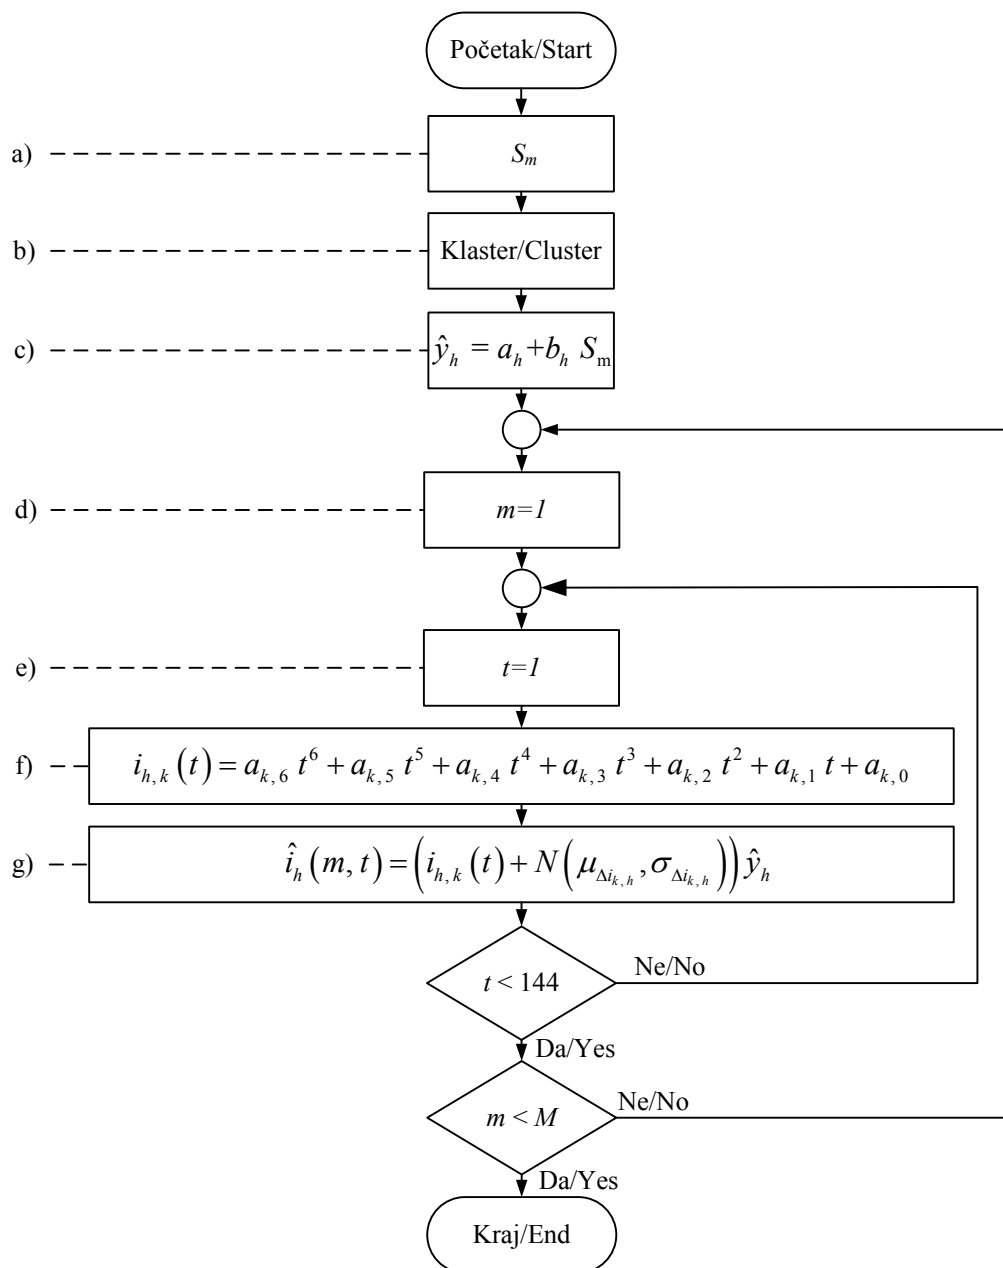 Početak/Start
a) S_m
b) Klaster/Cluster
c) ŷ_h = a_h + b_h S_m
d) m=1
e) t=1
f) i_{h,k}(t) = a_{k,6} t^6 + a_{k,5} t^5 + a_{k,4} t^4 + a_{k,3} t^3 + a_{k,2} t^2 + a_{k,1} t + a_{k,0}
g) î_h(m,t) = (i_{h,k}(t) + N(μ_{Δi_{k,h}}, σ_{Δi_{k,h}})) ŷ_h
t < 144
Ne/No
Da/Yes
m < M
Ne/No
Da/Yes
Kraj/End